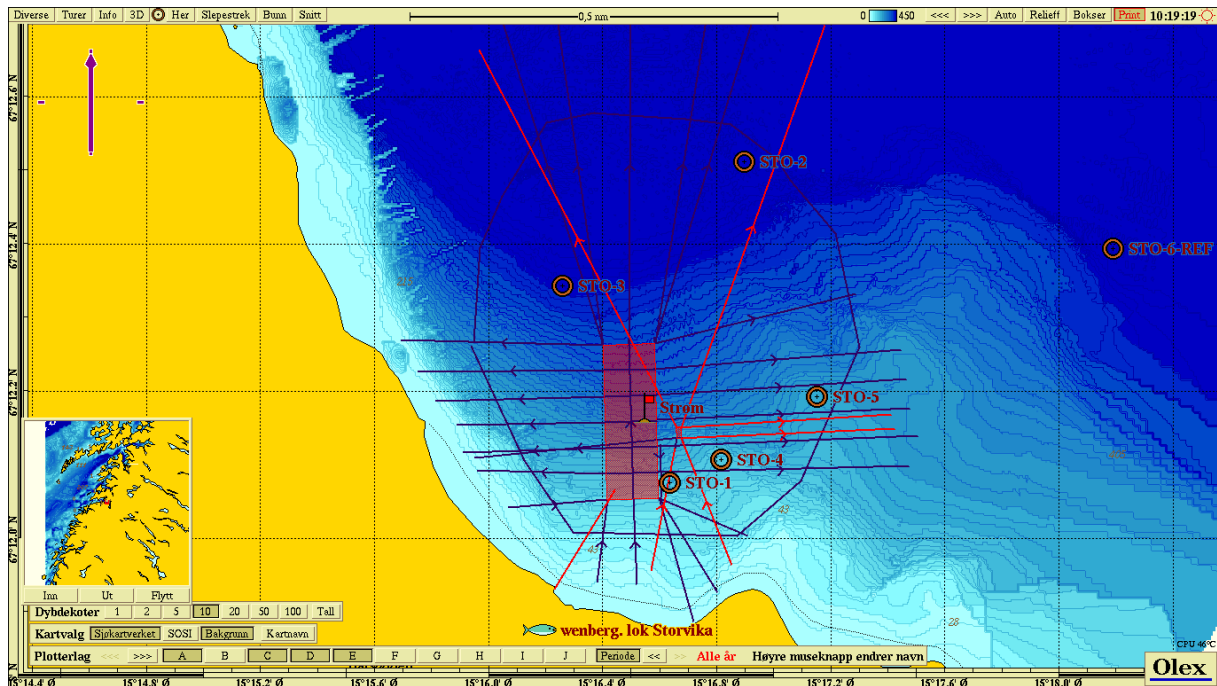 Diverse Turer Info 3D Her Slepestrek Bunn Snitt 0,5 nm 0 450 <<< >>> Auto Relieff Bokser Print 10:19:19
67°12.6 N
STO-2
67°12.4 N
STO-6-REF
STO-3
67°12.2 N
STO-5
Strøm
STO-4
STO-1
43
67°12.0 N
43
28
Inn Ut Flytt
Dybdekoter 1 2 5 10 20 50 100 Tall
wenberg. lok Storvika
Kartvalg Sjøkartverket SOSI Bakgrunn Kartnavn
CPU 46°C
Plotterlag <<< >>> A B C D E F G H I J Periode << >> Alle år Høyre museknapp endrer navn
Olex
15°14.4 Ø 15°14.8 Ø 15°15.2 Ø 15°15.6 Ø 15°16.0 Ø 15°16.4 Ø 15°16.8 Ø 15°17.2 Ø 15°17.6 Ø 15°18.0 Ø